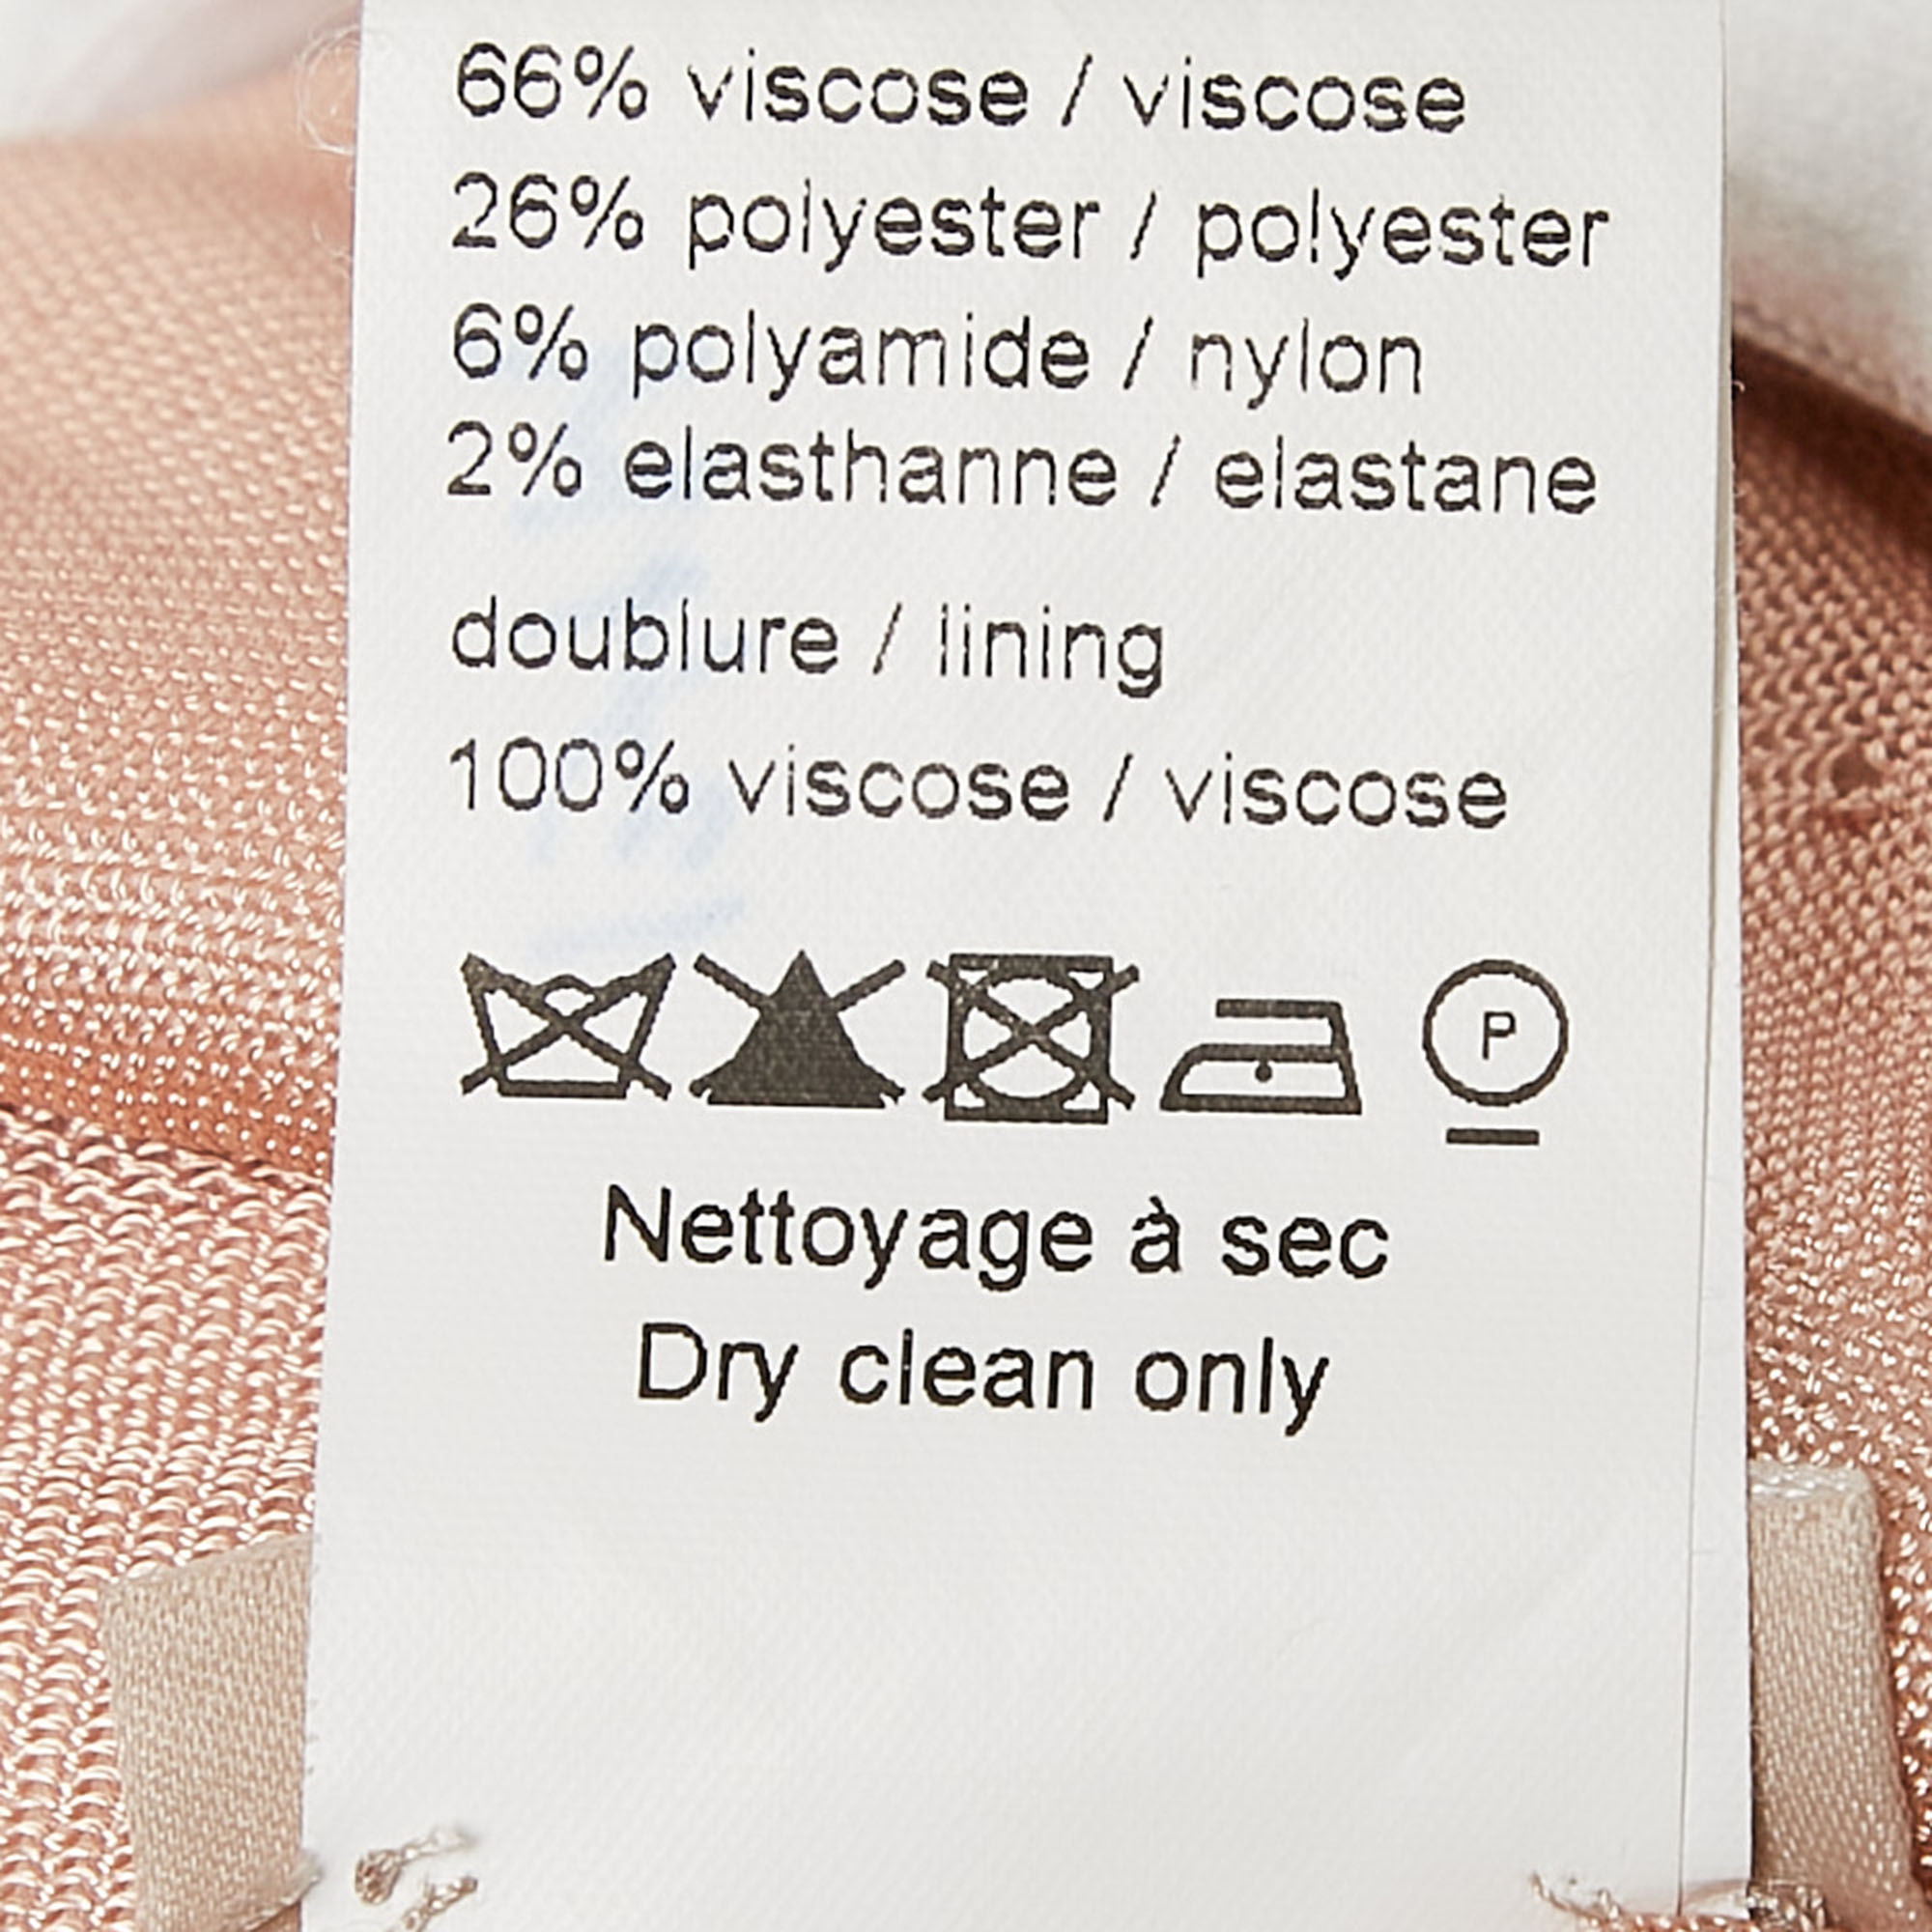 66% viscose / viscose
26% polyester / polyester
6% polyamide / nylon
2% elasthanne / elastane
doublure / lining
100% viscose / viscose
P
Nettoyage à sec
Dry clean only